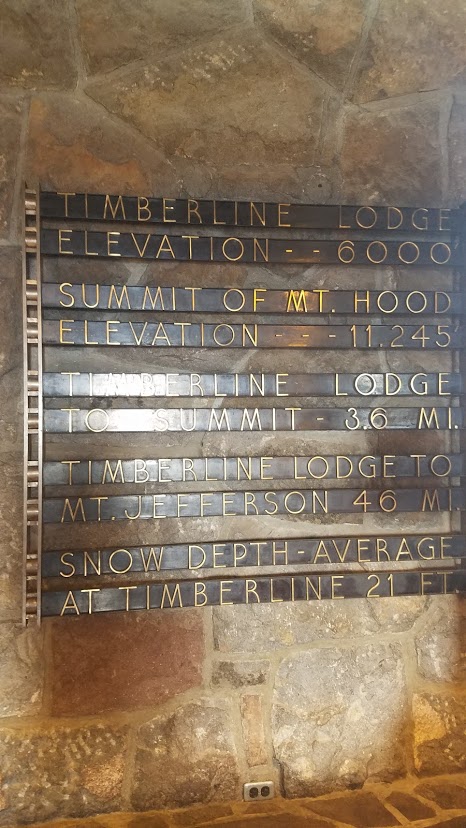 TIMBERLINE LODGE
ELEVATION - - 6000
SUMMIT OF MT. HOOD
ELEVATION - - - 11,245
TIMBERLINE LODGE
TO SUMMIT - 3.6 MI.
TIMBERLINE LODGE TO
MT. JEFFERSON 46 MI.
SNOW DEPTH-AVERAGE
AT TIMBERLINE 21 FT.